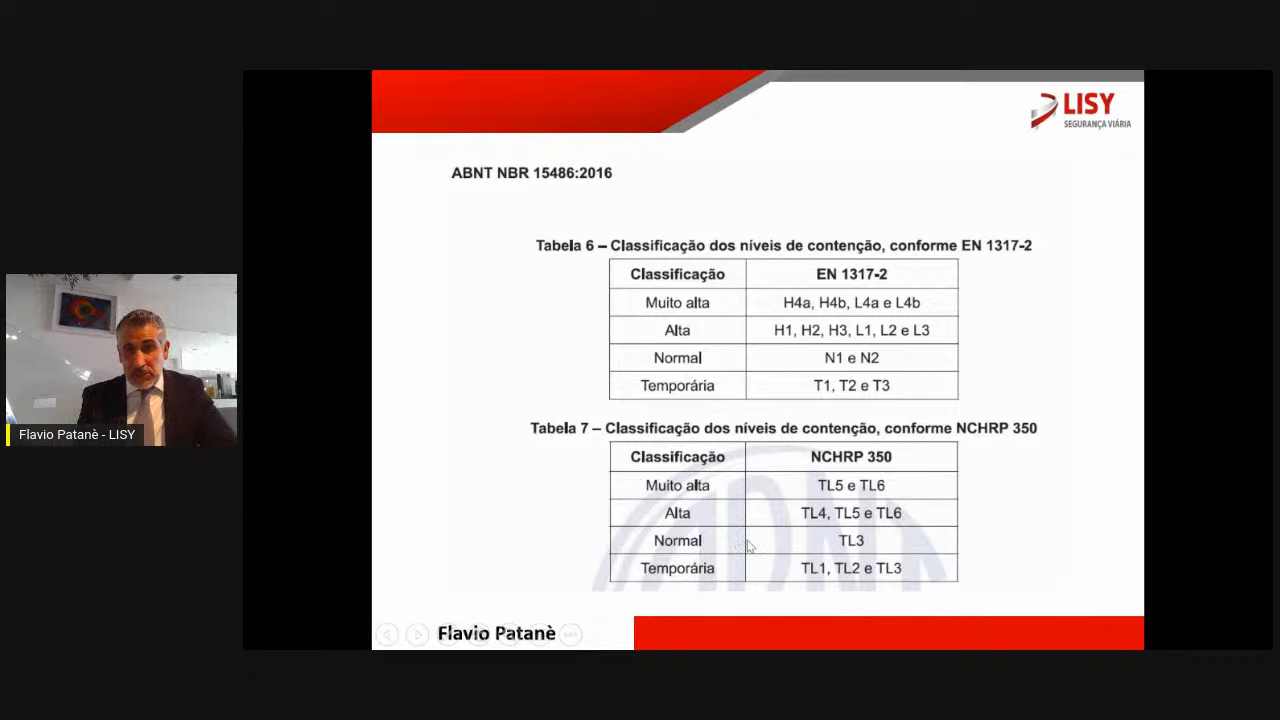 LISY
SEGURANÇA VIÁRIA
ABNT NBR 15486:2016
Tabela 6 – Classificação dos níveis de contenção, conforme EN 1317-2
Classificação EN 1317-2
Muito alta H4a, H4b, L4a e L4b
Alta H1, H2, H3, L1, L2 e L3
Normal N1 e N2
Temporária T1, T2 e T3
Flavio Patanè - LISY
Tabela 7 – Classificação dos níveis de contenção, conforme NCHRP 350
Classificação NCHRP 350
Muito alta TL5 e TL6
Alta TL4, TL5 e TL6
Normal TL3
Temporária TL1, TL2 e TL3
Flavio Patanè